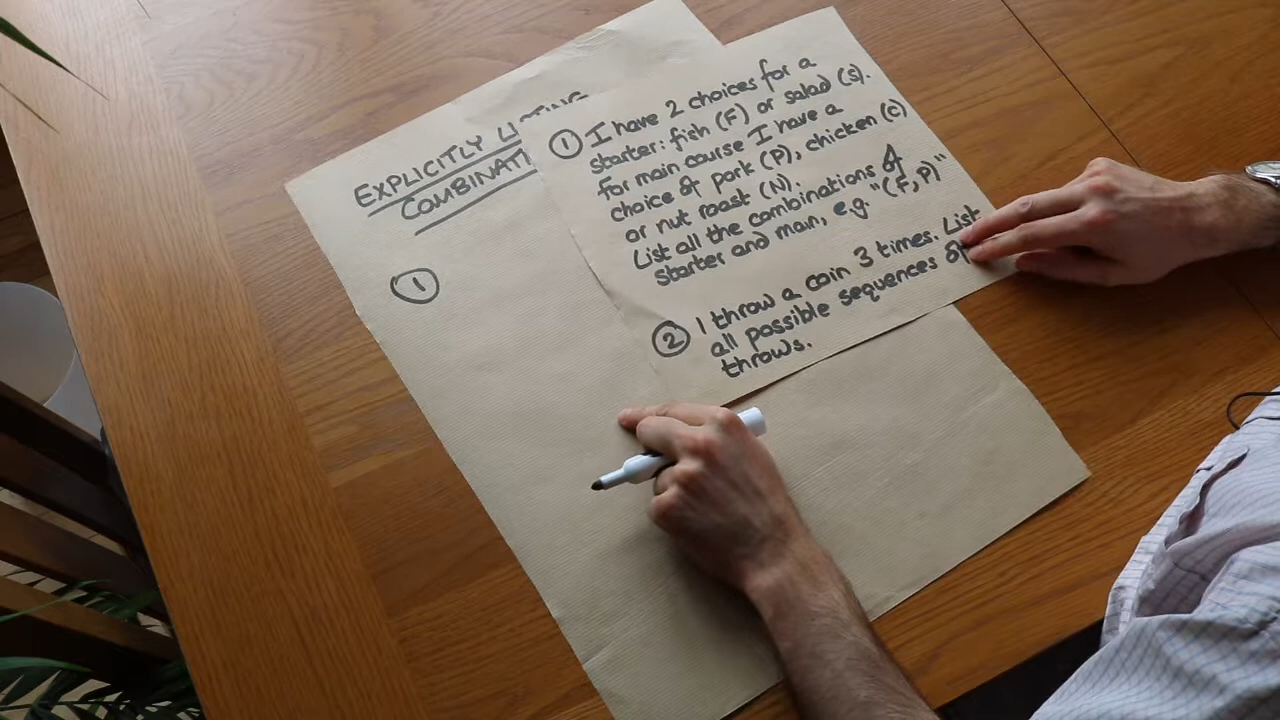 EXPLICITLY LISTING
COMBINATI
①
① I have 2 choices for a
starter: fish (F) or salad (S).
For main course I have a
choice of pork (P), chicken (C)
or nut roast (N).
List all the combinations of
starter and main, e.g. "(F,P)"
② I throw a coin 3 times. List
all possible sequences of
throws.